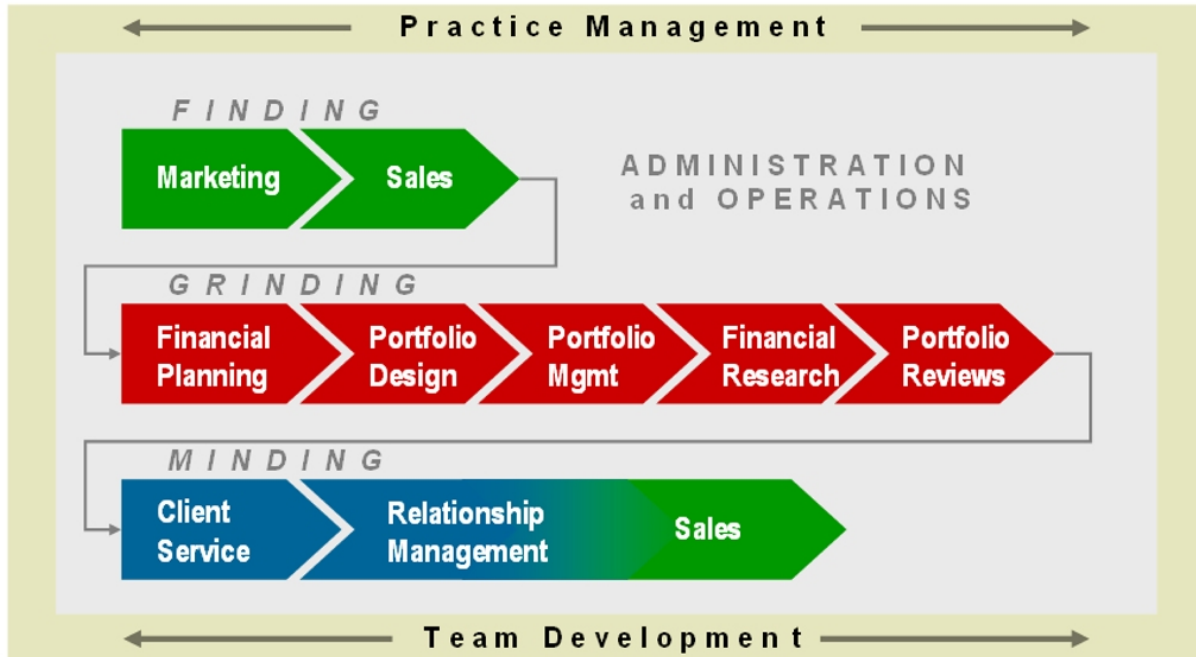 Practice Management
FINDING
Marketing
Sales
ADMINISTRATION
and OPERATIONS
GRINDING
Financial
Planning
Portfolio
Design
Portfolio
Mgmt
Financial
Research
Portfolio
Reviews
MINDING
Client
Service
Relationship
Management
Sales
Team Development